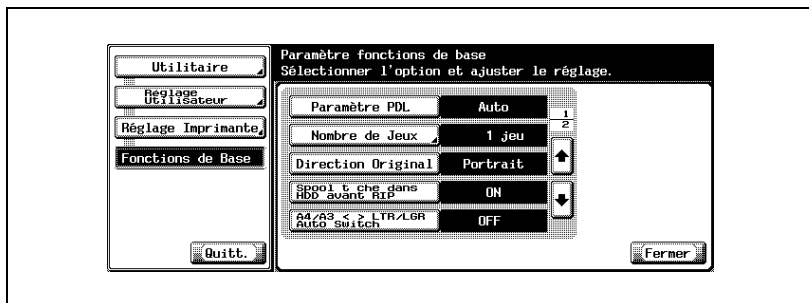 Utilitaire
Réglage
Utilisateur
Réglage Imprimante
Fonctions de Base
Quitt.
Paramètre fonctions de base
Sélectionner l'option et ajuster le réglage.
Paramètre PDL Auto
Nombre de Jeux 1 jeu
Direction Original Portrait
Spool t che dans
HDD avant RIP ON
A4/A3 < > LTR/LGR
Auto Switch OFF
1
2
Fermer